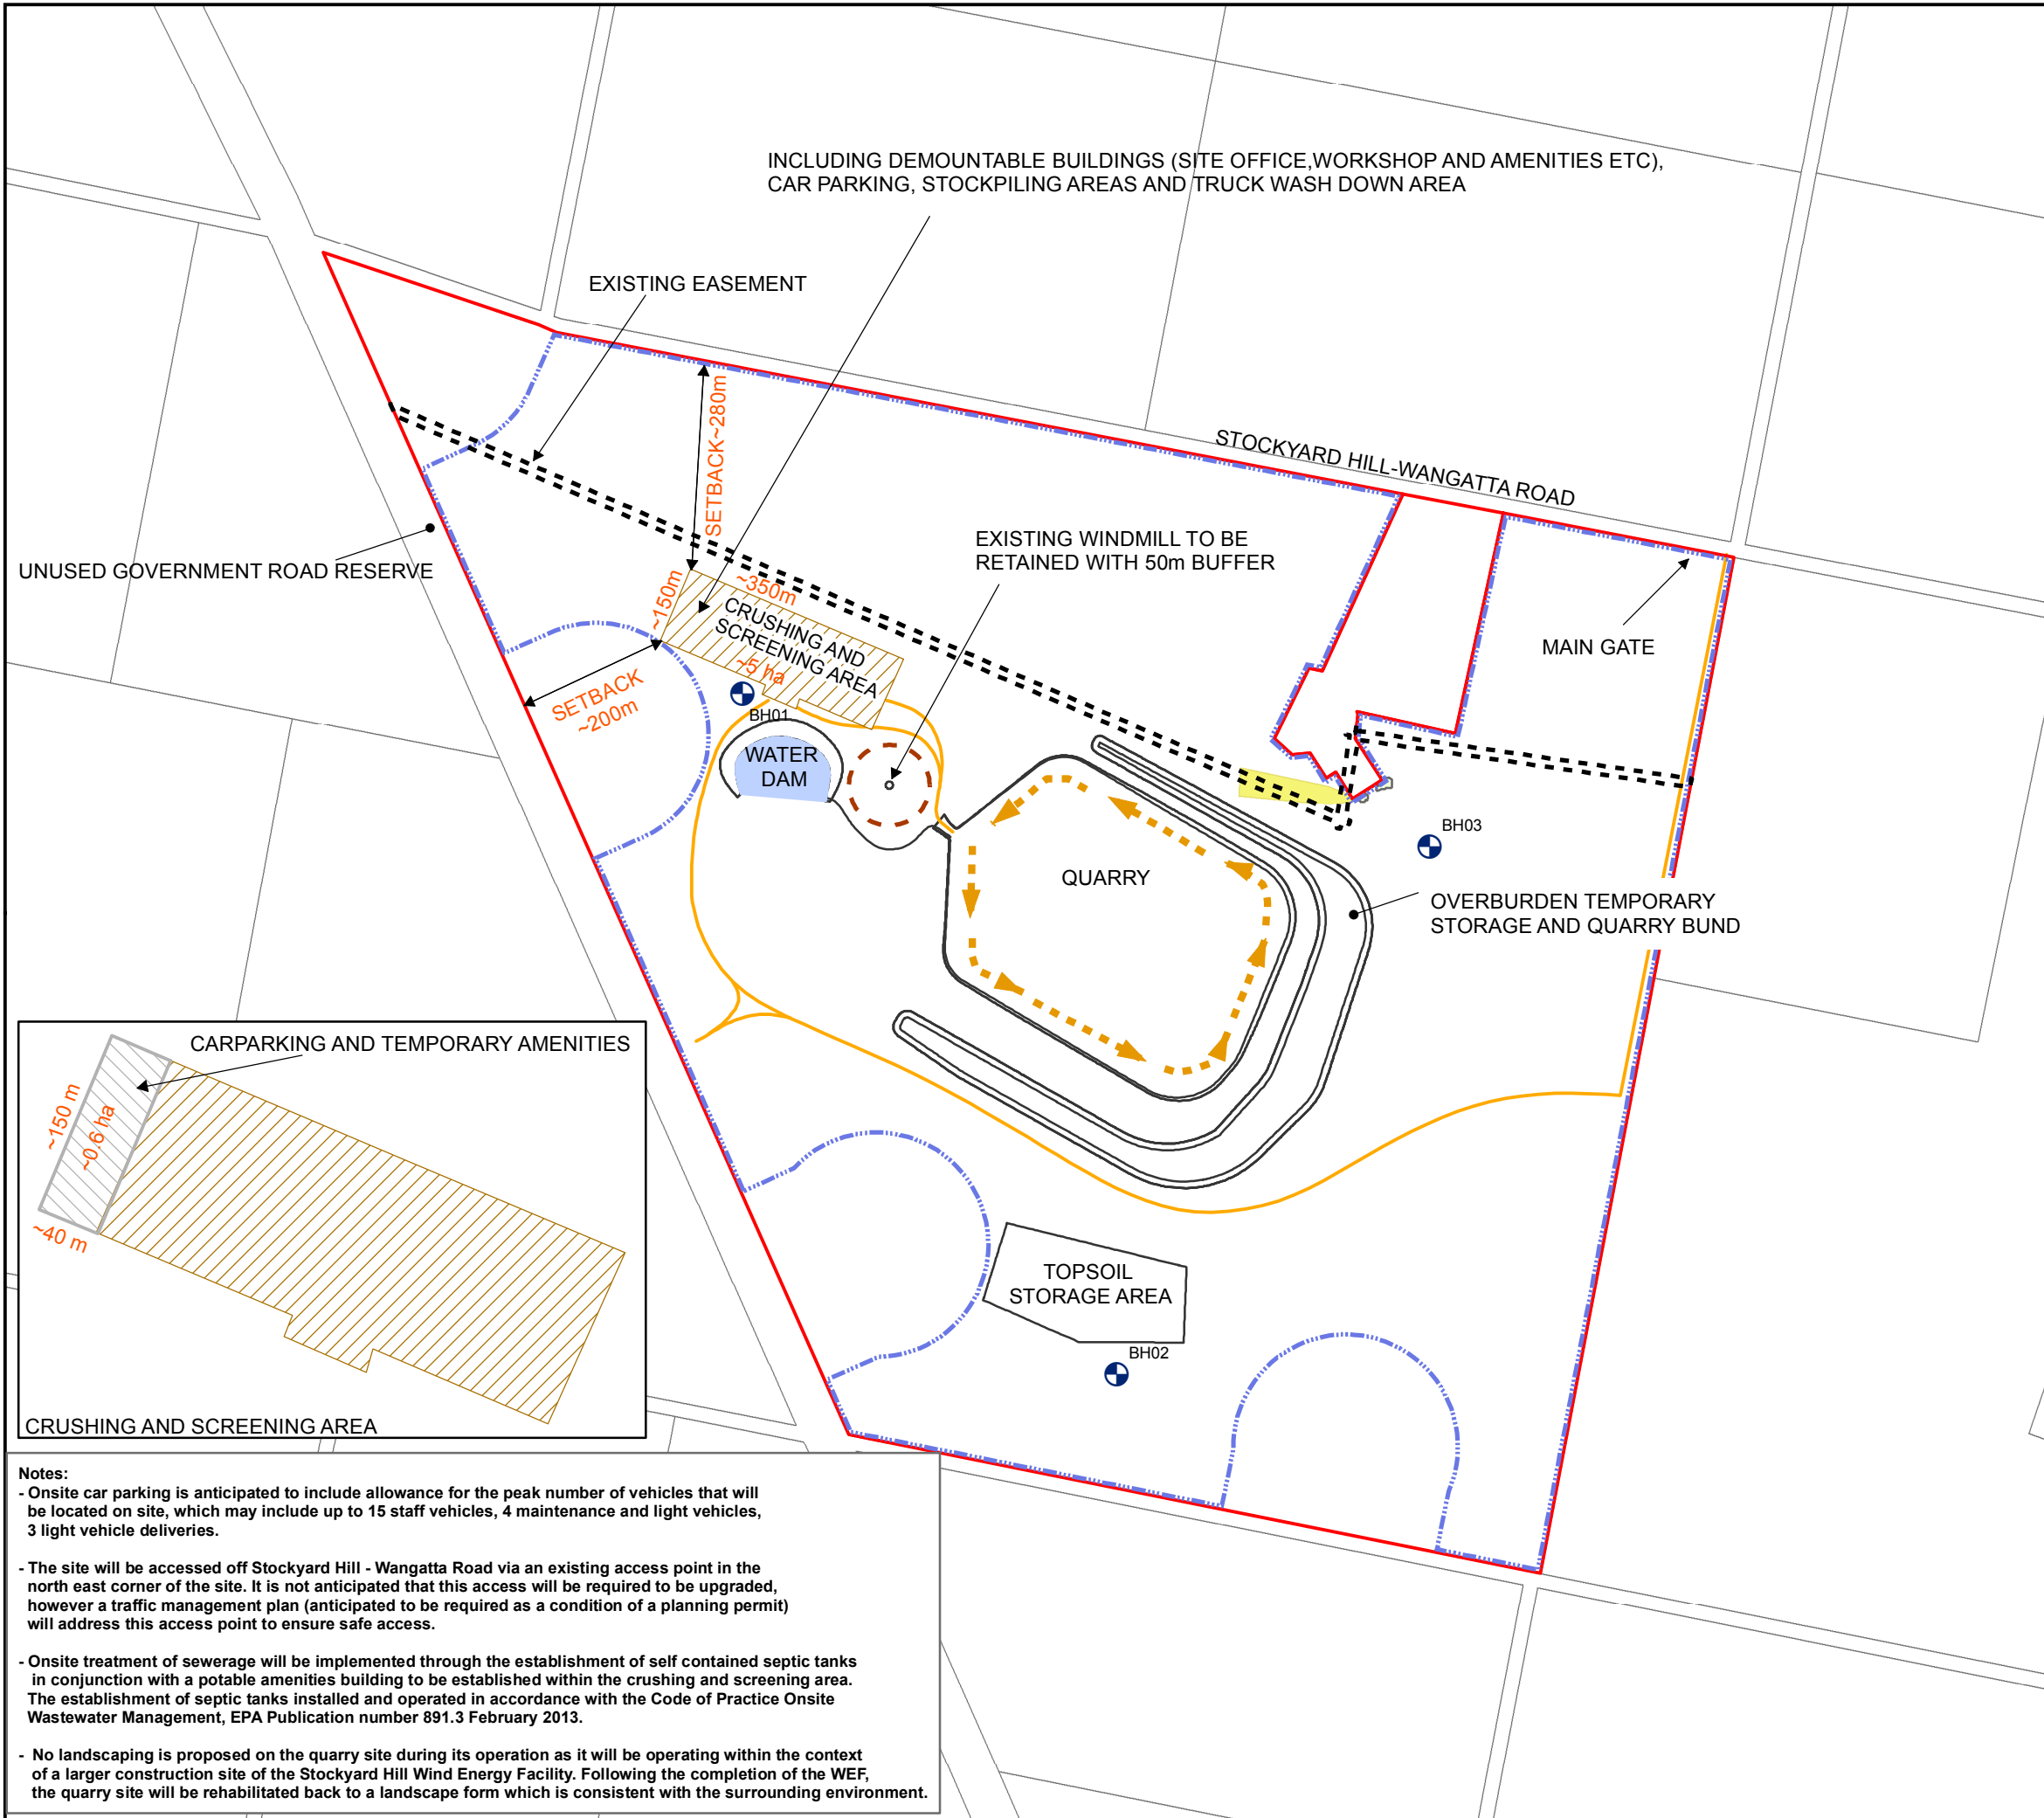 INCLUDING DEMOUNTABLE BUILDINGS (SITE OFFICE,WORKSHOP AND AMENITIES ETC),
CAR PARKING, STOCKPILING AREAS AND TRUCK WASH DOWN AREA
EXISTING EASEMENT
SETBACK~280m
STOCKYARD HILL-WANGATTA ROAD
EXISTING WINDMILL TO BE
RETAINED WITH 50m BUFFER
UNUSED GOVERNMENT ROAD RESERVE
~150m
~350m
CRUSHING AND
SCREENING AREA
~5 ha
MAIN GATE
SETBACK
~200m
BH01
WATER
DAM
BH03
QUARRY
OVERBURDEN TEMPORARY
STORAGE AND QUARRY BUND
CARPARKING AND TEMPORARY AMENITIES
~150 m
~0.6 ha
~40 m
CRUSHING AND SCREENING AREA
TOPSOIL
STORAGE AREA
BH02
Notes:
- Onsite car parking is anticipated to include allowance for the peak number of vehicles that will
be located on site, which may include up to 15 staff vehicles, 4 maintenance and light vehicles,
3 light vehicle deliveries.
- The site will be accessed off Stockyard Hill - Wangatta Road via an existing access point in the
north east corner of the site. It is not anticipated that this access will be required to be upgraded,
however a traffic management plan (anticipated to be required as a condition of a planning permit)
will address this access point to ensure safe access.
- Onsite treatment of sewerage will be implemented through the establishment of self contained septic tanks
in conjunction with a potable amenities building to be established within the crushing and screening area.
The establishment of septic tanks installed and operated in accordance with the Code of Practice Onsite
Wastewater Management, EPA Publication number 891.3 February 2013.
- No landscaping is proposed on the quarry site during its operation as it will be operating within the context
of a larger construction site of the Stockyard Hill Wind Energy Facility. Following the completion of the WEF,
the quarry site will be rehabilitated back to a landscape form which is consistent with the surrounding environment.